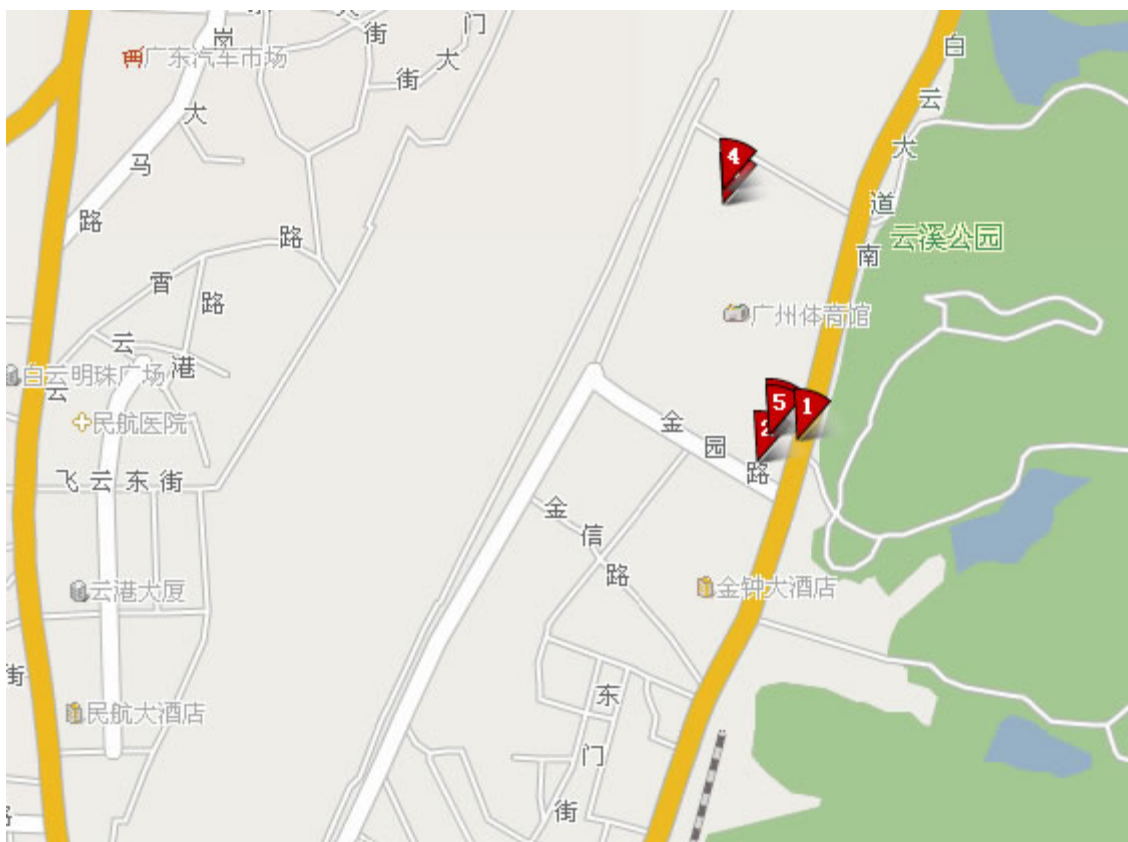 门
岗
街
大
街
广东汽车市场
大
马
路
白
云
大
道
南
4
云溪公园
路
霄
路
云
港
广州体育馆
白云明珠广场
云
民航医院
飞云东街
5
1
2
金
园
路
金
信
路
云港大厦
金钟大酒店
街
民航大酒店
东
门
街